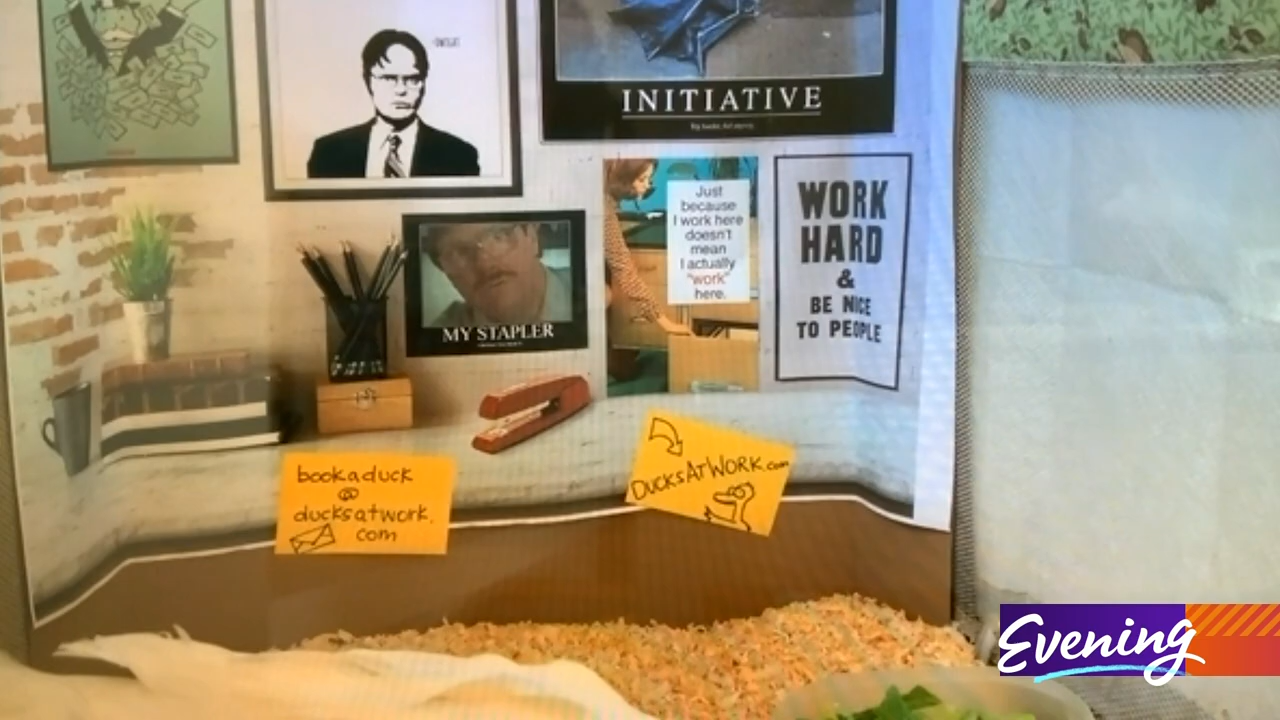 DWIGHT
INITIATIVE
WORK
HARD
&
BE NICE
TO PEOPLE
Just
because
I work here
doesn't
mean
I actually
"work"
here.
MY STAPLER
bookaduck
@
ducksatwork.
com
DUCKSATWORK.com
Evening